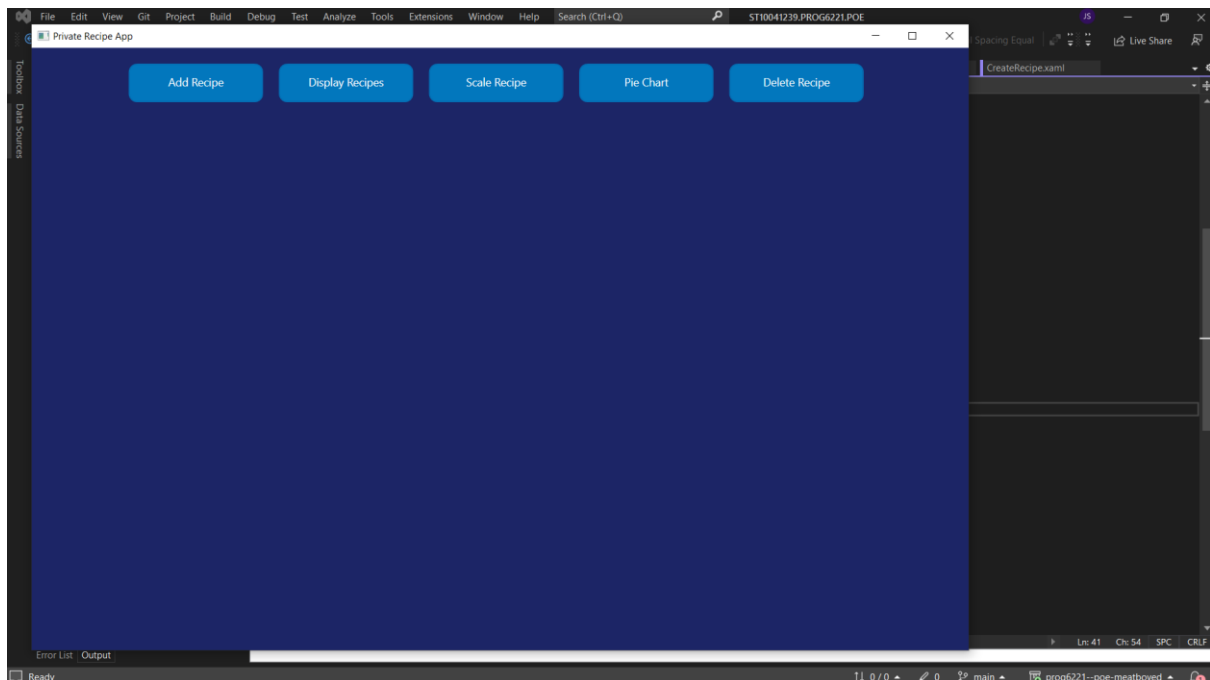 File Edit View Git Project Build Debug Test Analyze Tools Extensions Window Help Search (Ctrl+Q) ST10041239.PROG6221.POE JS
Private Recipe App
Spacing Equal Live Share
CreateRecipe.xaml
Toolbox
Data Sources
Add Recipe Display Recipes Scale Recipe Pie Chart Delete Recipe
Ln: 41 Ch: 54 SPC CRLF
Error List Output
Ready 0 / 0 0 main prog6221--poe-meatboyed